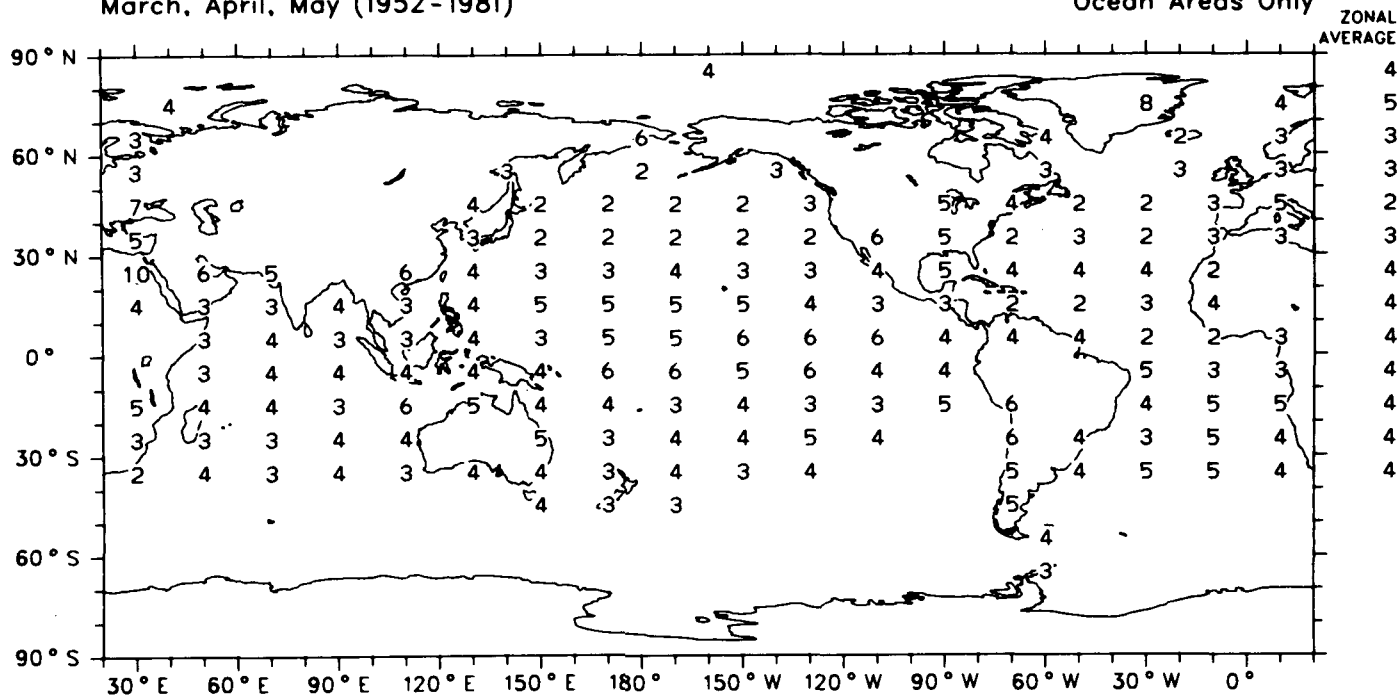 March, April, May (1952-1981) Ocean Areas Only
ZONAL
AVERAGE
90° N
4 4
4 8 4 5
3 6 4 2 3 3
60° N
3 3 2 3 3 3 3 3
7 4 2 2 2 2 3 5 4 2 2 3 5 2
5 3 2 2 2 2 2 6 5 2 3 2 3 3 3
30° N
10 6 5 6 4 3 3 4 3 3 4 5 4 4 4 2 4
4 3 3 4 3 4 5 5 5 5 4 3 3 2 2 3 4 4
3 4 3 3 4 3 5 5 6 6 6 4 4 4 2 2 3 4
0°
3 4 4 4 4 4 6 6 5 6 4 4 5 3 3 4
5 4 4 3 6 5 4 4 3 4 3 3 5 6 4 5 5 4
3 3 3 4 4 5 3 4 4 5 4 6 4 3 5 4 4
30° S
2 4 3 4 3 4 4 3 4 3 4 5 4 5 5 4 4
4 3 3 5
4
60° S
3
90° S
30° E 60° E 90° E 120° E 150° E 180° 150° W 120° W 90° W 60° W 30° W 0°